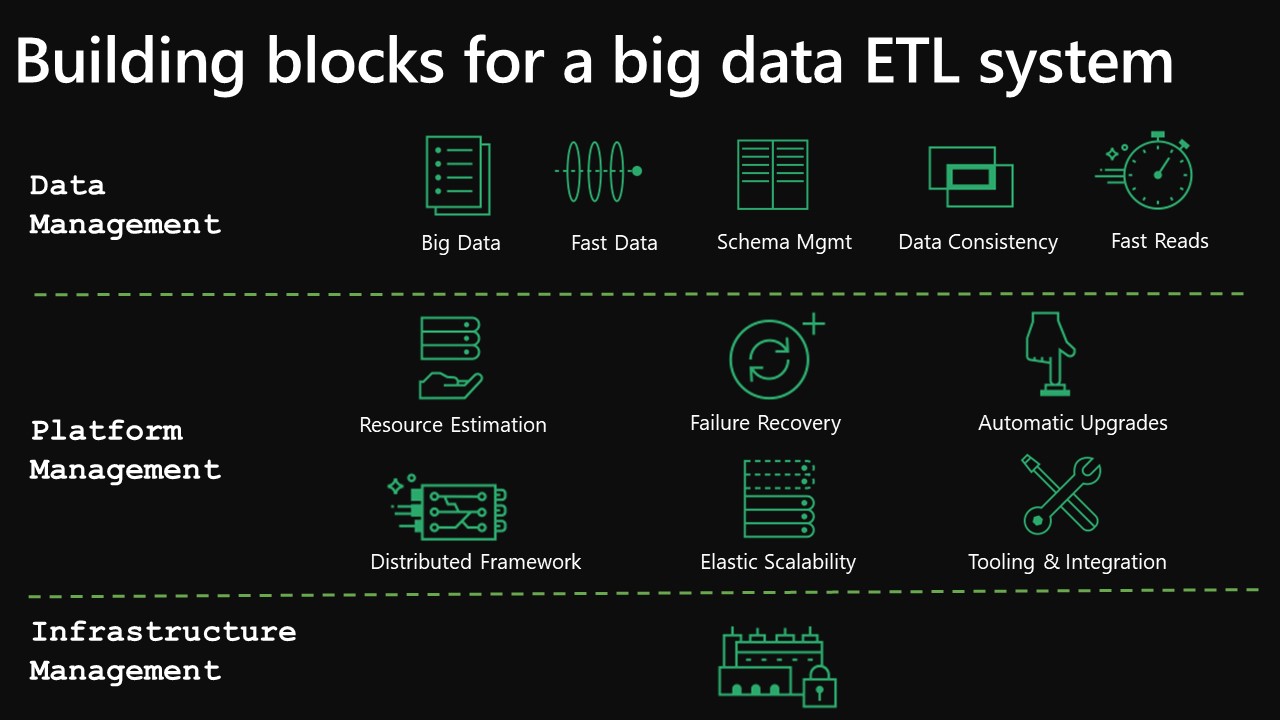 Building blocks for a big data ETL system
Data
Management
Big Data
Fast Data
Schema Mgmt
Data Consistency
Fast Reads
Platform
Management
Resource Estimation
Failure Recovery
Automatic Upgrades
Distributed Framework
Elastic Scalability
Tooling & Integration
Infrastructure
Management